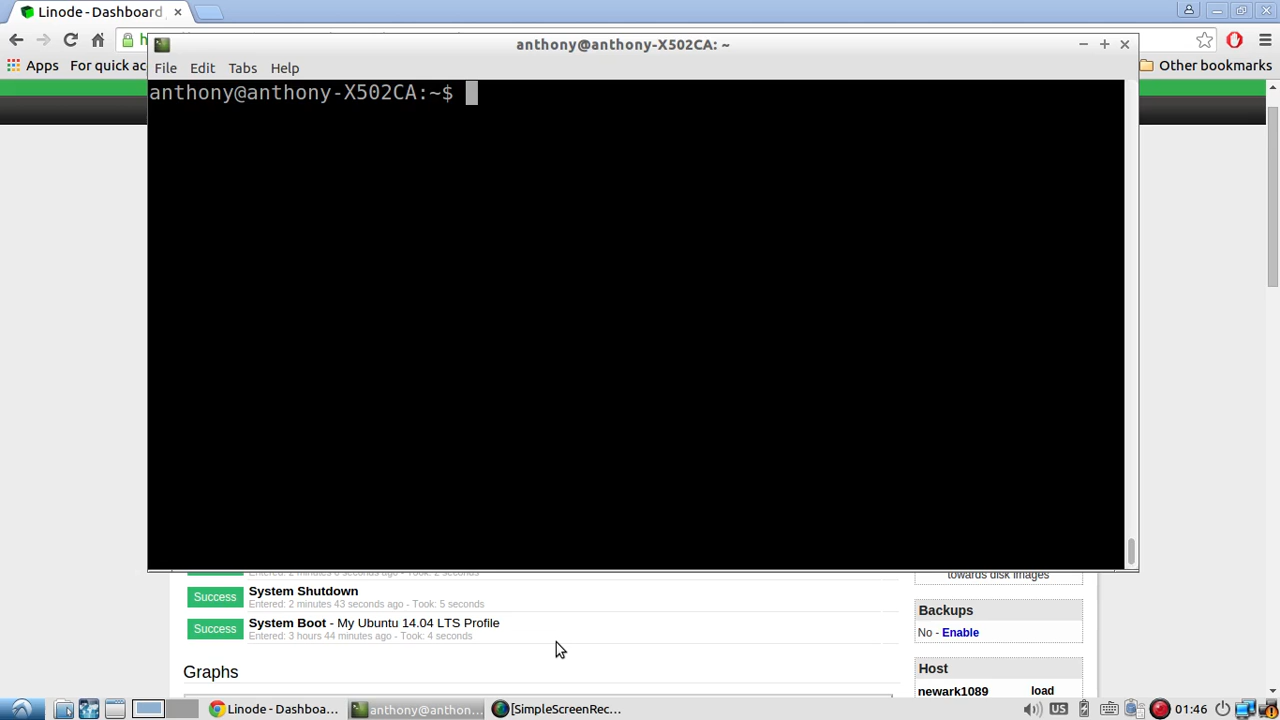 Linode - Dashboard
h
Apps For quick ac
Other bookmarks
anthony@anthony-X502CA: ~
File Edit Tabs Help
anthony@anthony-X502CA:~$
towards disk images
System Shutdown
Success
Entered: 2 minutes 43 seconds ago - Took: 5 seconds
Backups
System Boot - My Ubuntu 14.04 LTS Profile
Success
Entered: 3 hours 44 minutes ago - Took: 4 seconds
No - Enable
Graphs
Host
newark1089 load
Linode - Dashboa...
anthony@anthon...
[SimpleScreenRec...
US
01:46